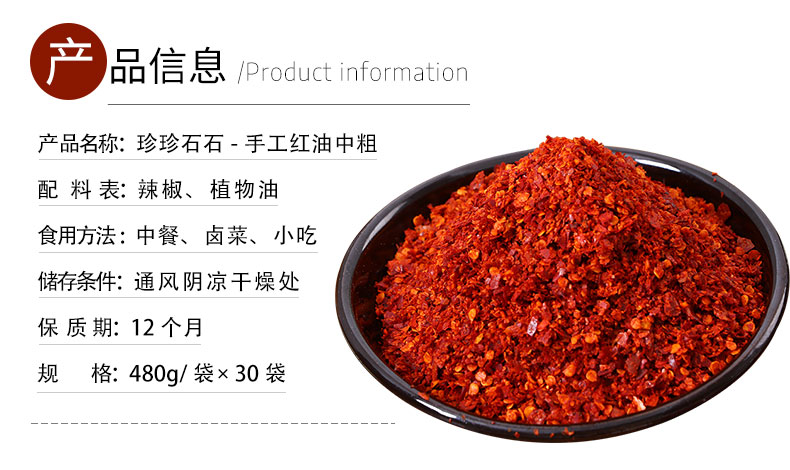 产品信息 /Product information
产品名称: 珍珍石石 - 手工红油中粗
配 料 表: 辣椒、植物油
食用方法: 中餐、卤菜、小吃
储存条件: 通风阴凉干燥处
保 质 期: 12 个月
规 格: 480g/ 袋 × 30 袋